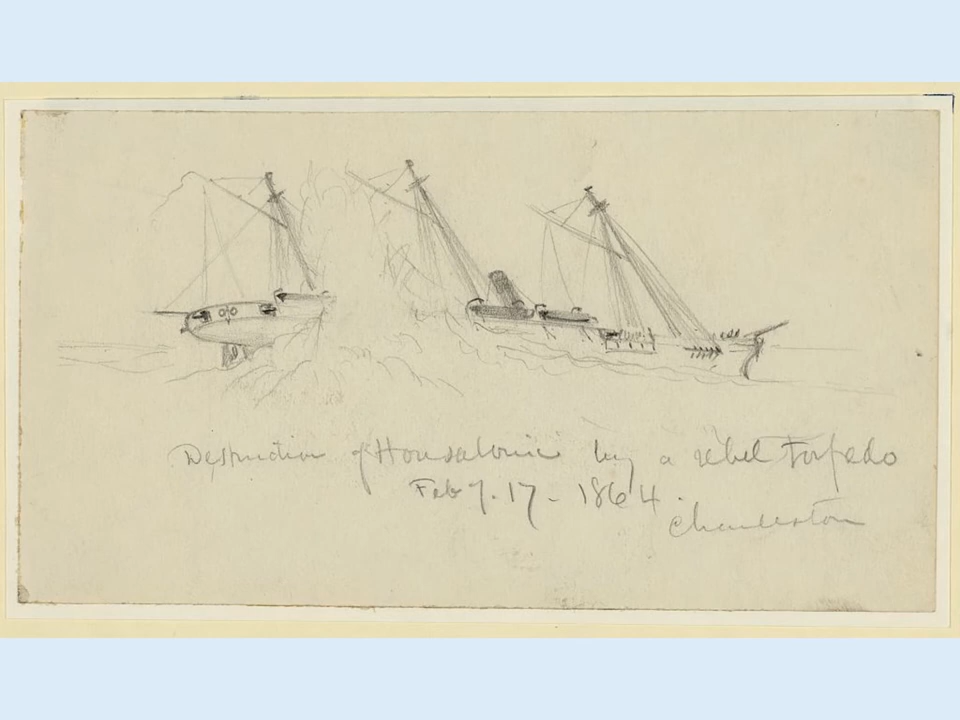 Destruction of Housatonic by a rebel torpedo
Feby. 17 - 1864.
Charleston